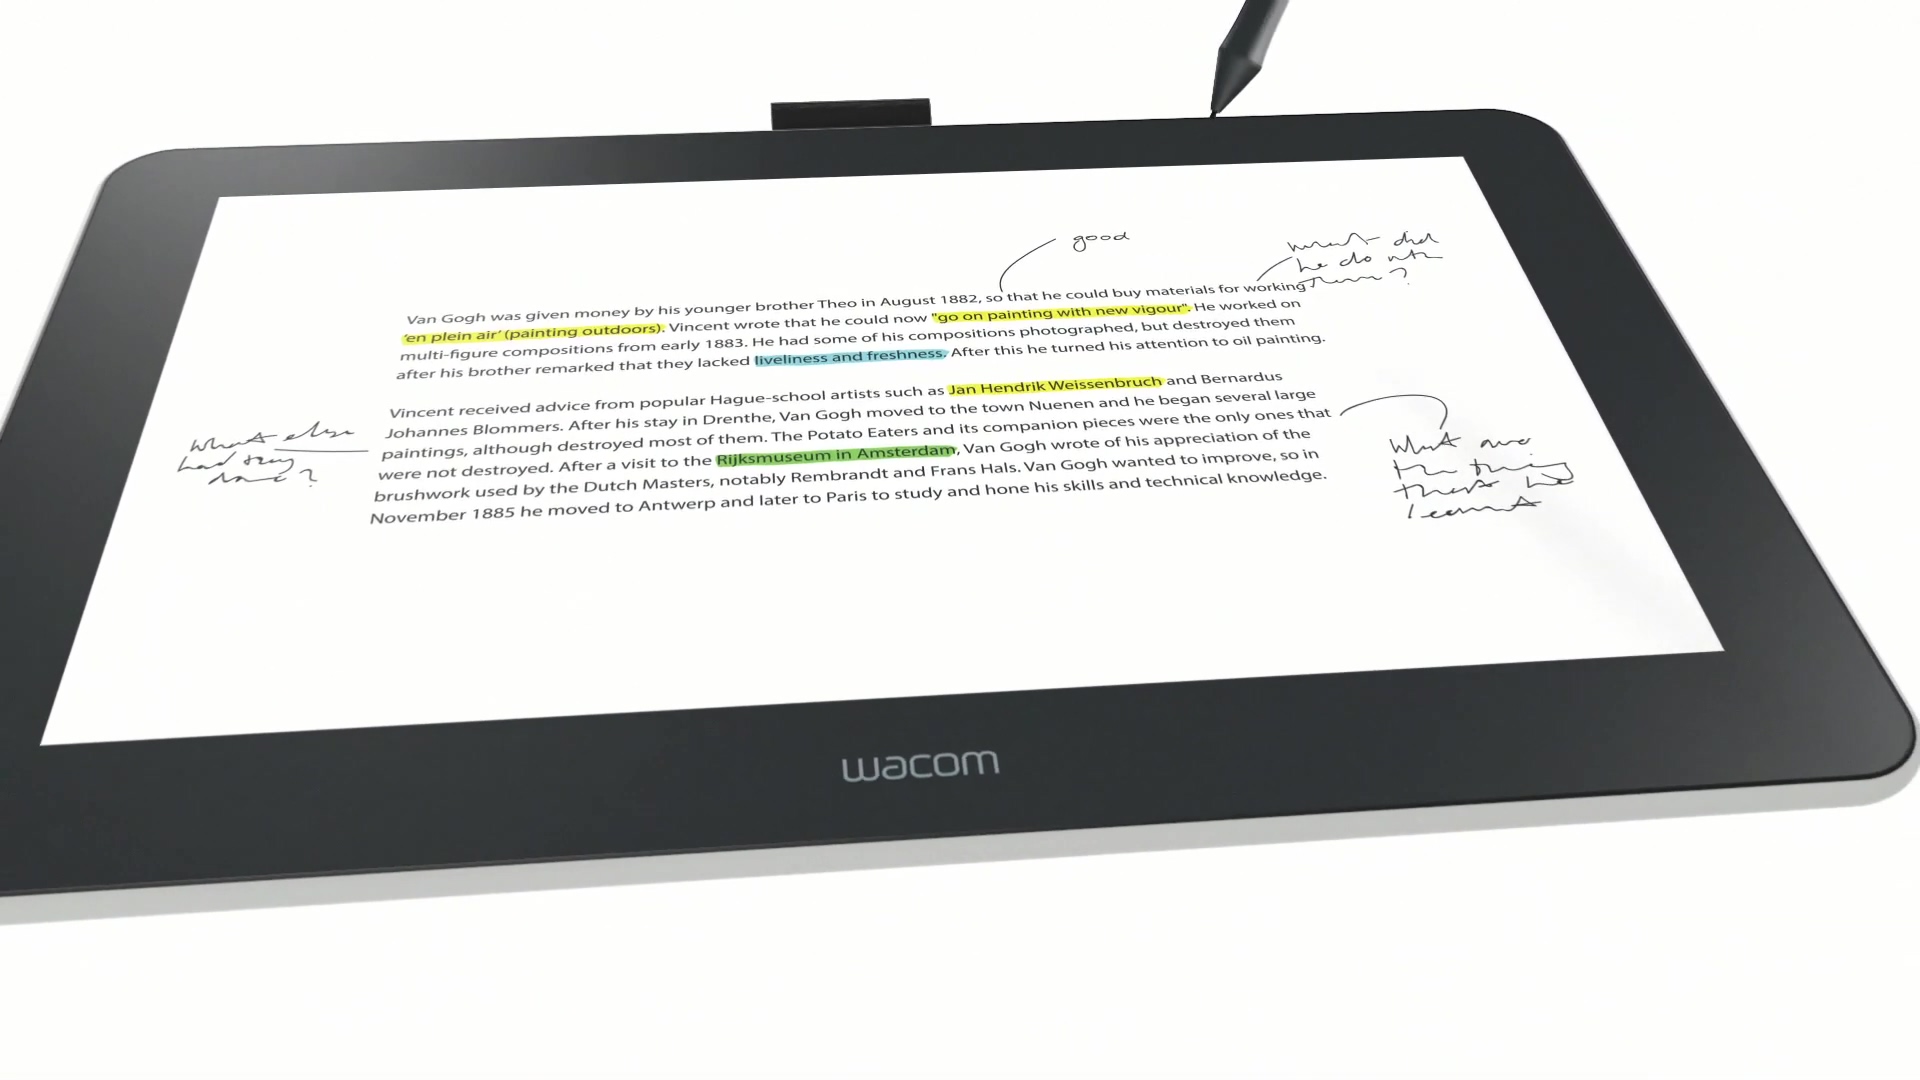 good
what did
he do with
them?
Van Gogh was given money by his younger brother Theo in August 1882, so that he could buy materials for working
'en plein air' (painting outdoors). Vincent wrote that he could now "go on painting with new vigour". He worked on
multi-figure compositions from early 1883. He had some of his compositions photographed, but destroyed them
after his brother remarked that they lacked liveliness and freshness. After this he turned his attention to oil painting.
Vincent received advice from popular Hague-school artists such as Jan Hendrik Weissenbruch and Bernardus
Johannes Blommers. After his stay in Drenthe, Van Gogh moved to the town Nuenen and he began several large
paintings, although destroyed most of them. The Potato Eaters and its companion pieces were the only ones that
were not destroyed. After a visit to the Rijksmuseum in Amsterdam, Van Gogh wrote of his appreciation of the
brushwork used by the Dutch Masters, notably Rembrandt and Frans Hals. Van Gogh wanted to improve, so in
November 1885 he moved to Antwerp and later to Paris to study and hone his skills and technical knowledge.
What else
had they
done?
What are
the things
that he
learnt
wacom